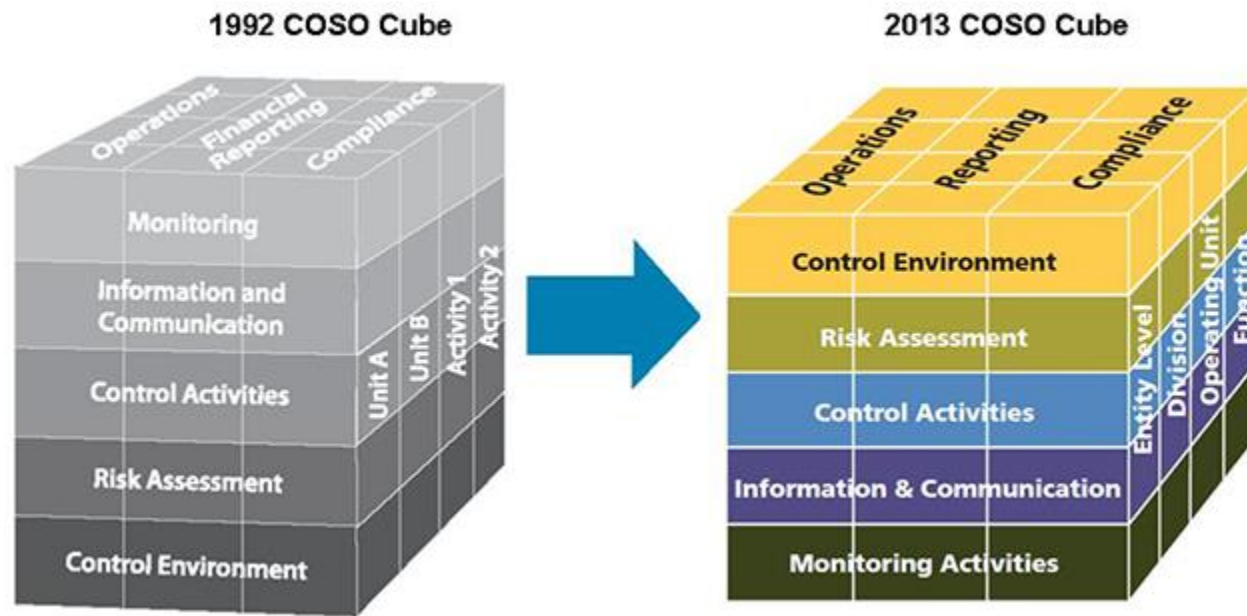 1992 COSO Cube
Operations
Financial
Reporting
Compliance
Monitoring
Information and
Communication
Control Activities
Risk Assessment
Control Environment
Unit A
Unit B
Activity 1
Activity 2
2013 COSO Cube
Operations
Reporting
Compliance
Control Environment
Risk Assessment
Control Activities
Information & Communication
Monitoring Activities
Entity Level
Division
Operating Unit
Function